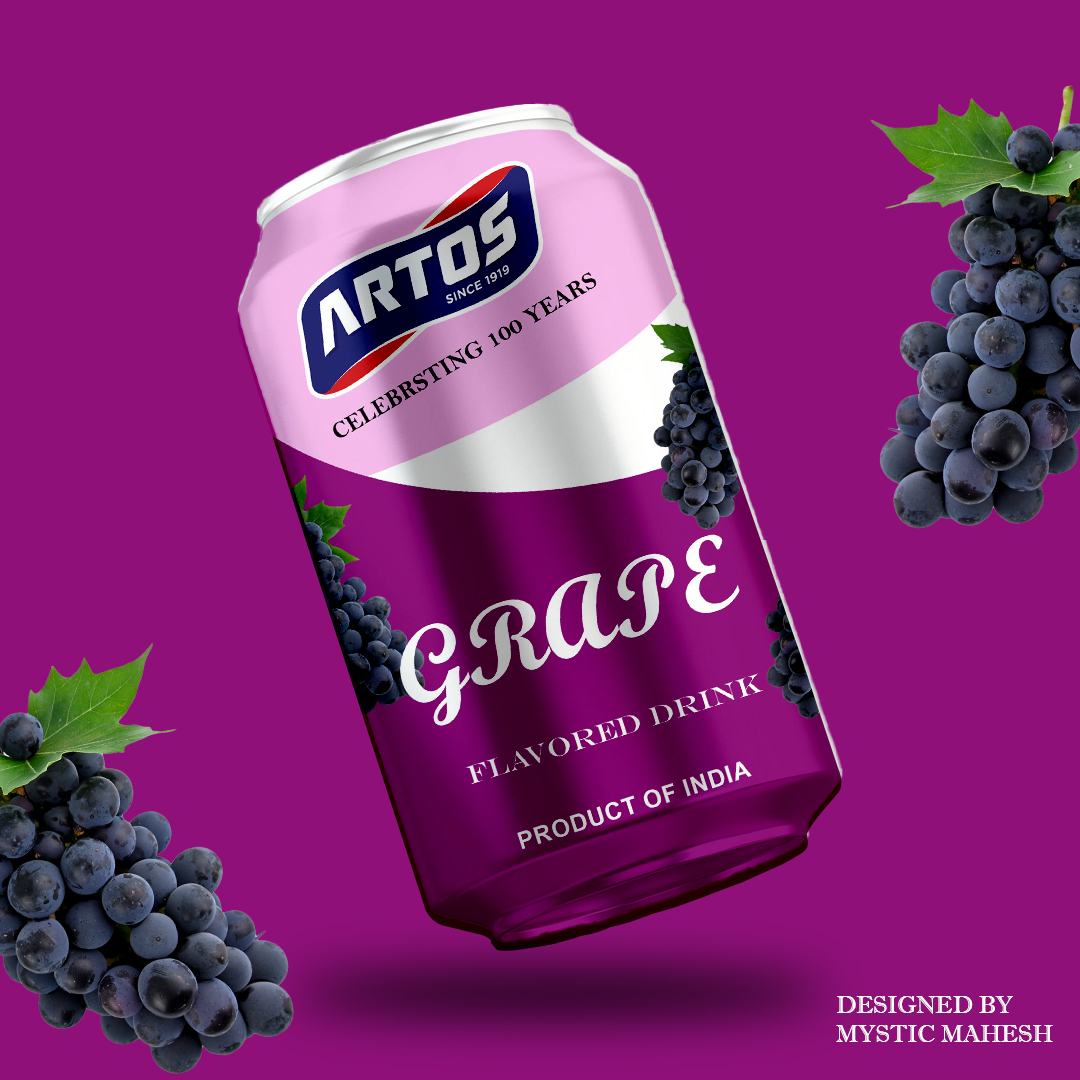 ARTOS
SINCE 1919
CELEBRSTING 100 YEARS
GRAPE
FLAVORED DRINK
PRODUCT OF INDIA
DESIGNED BY
MYSTIC MAHESH